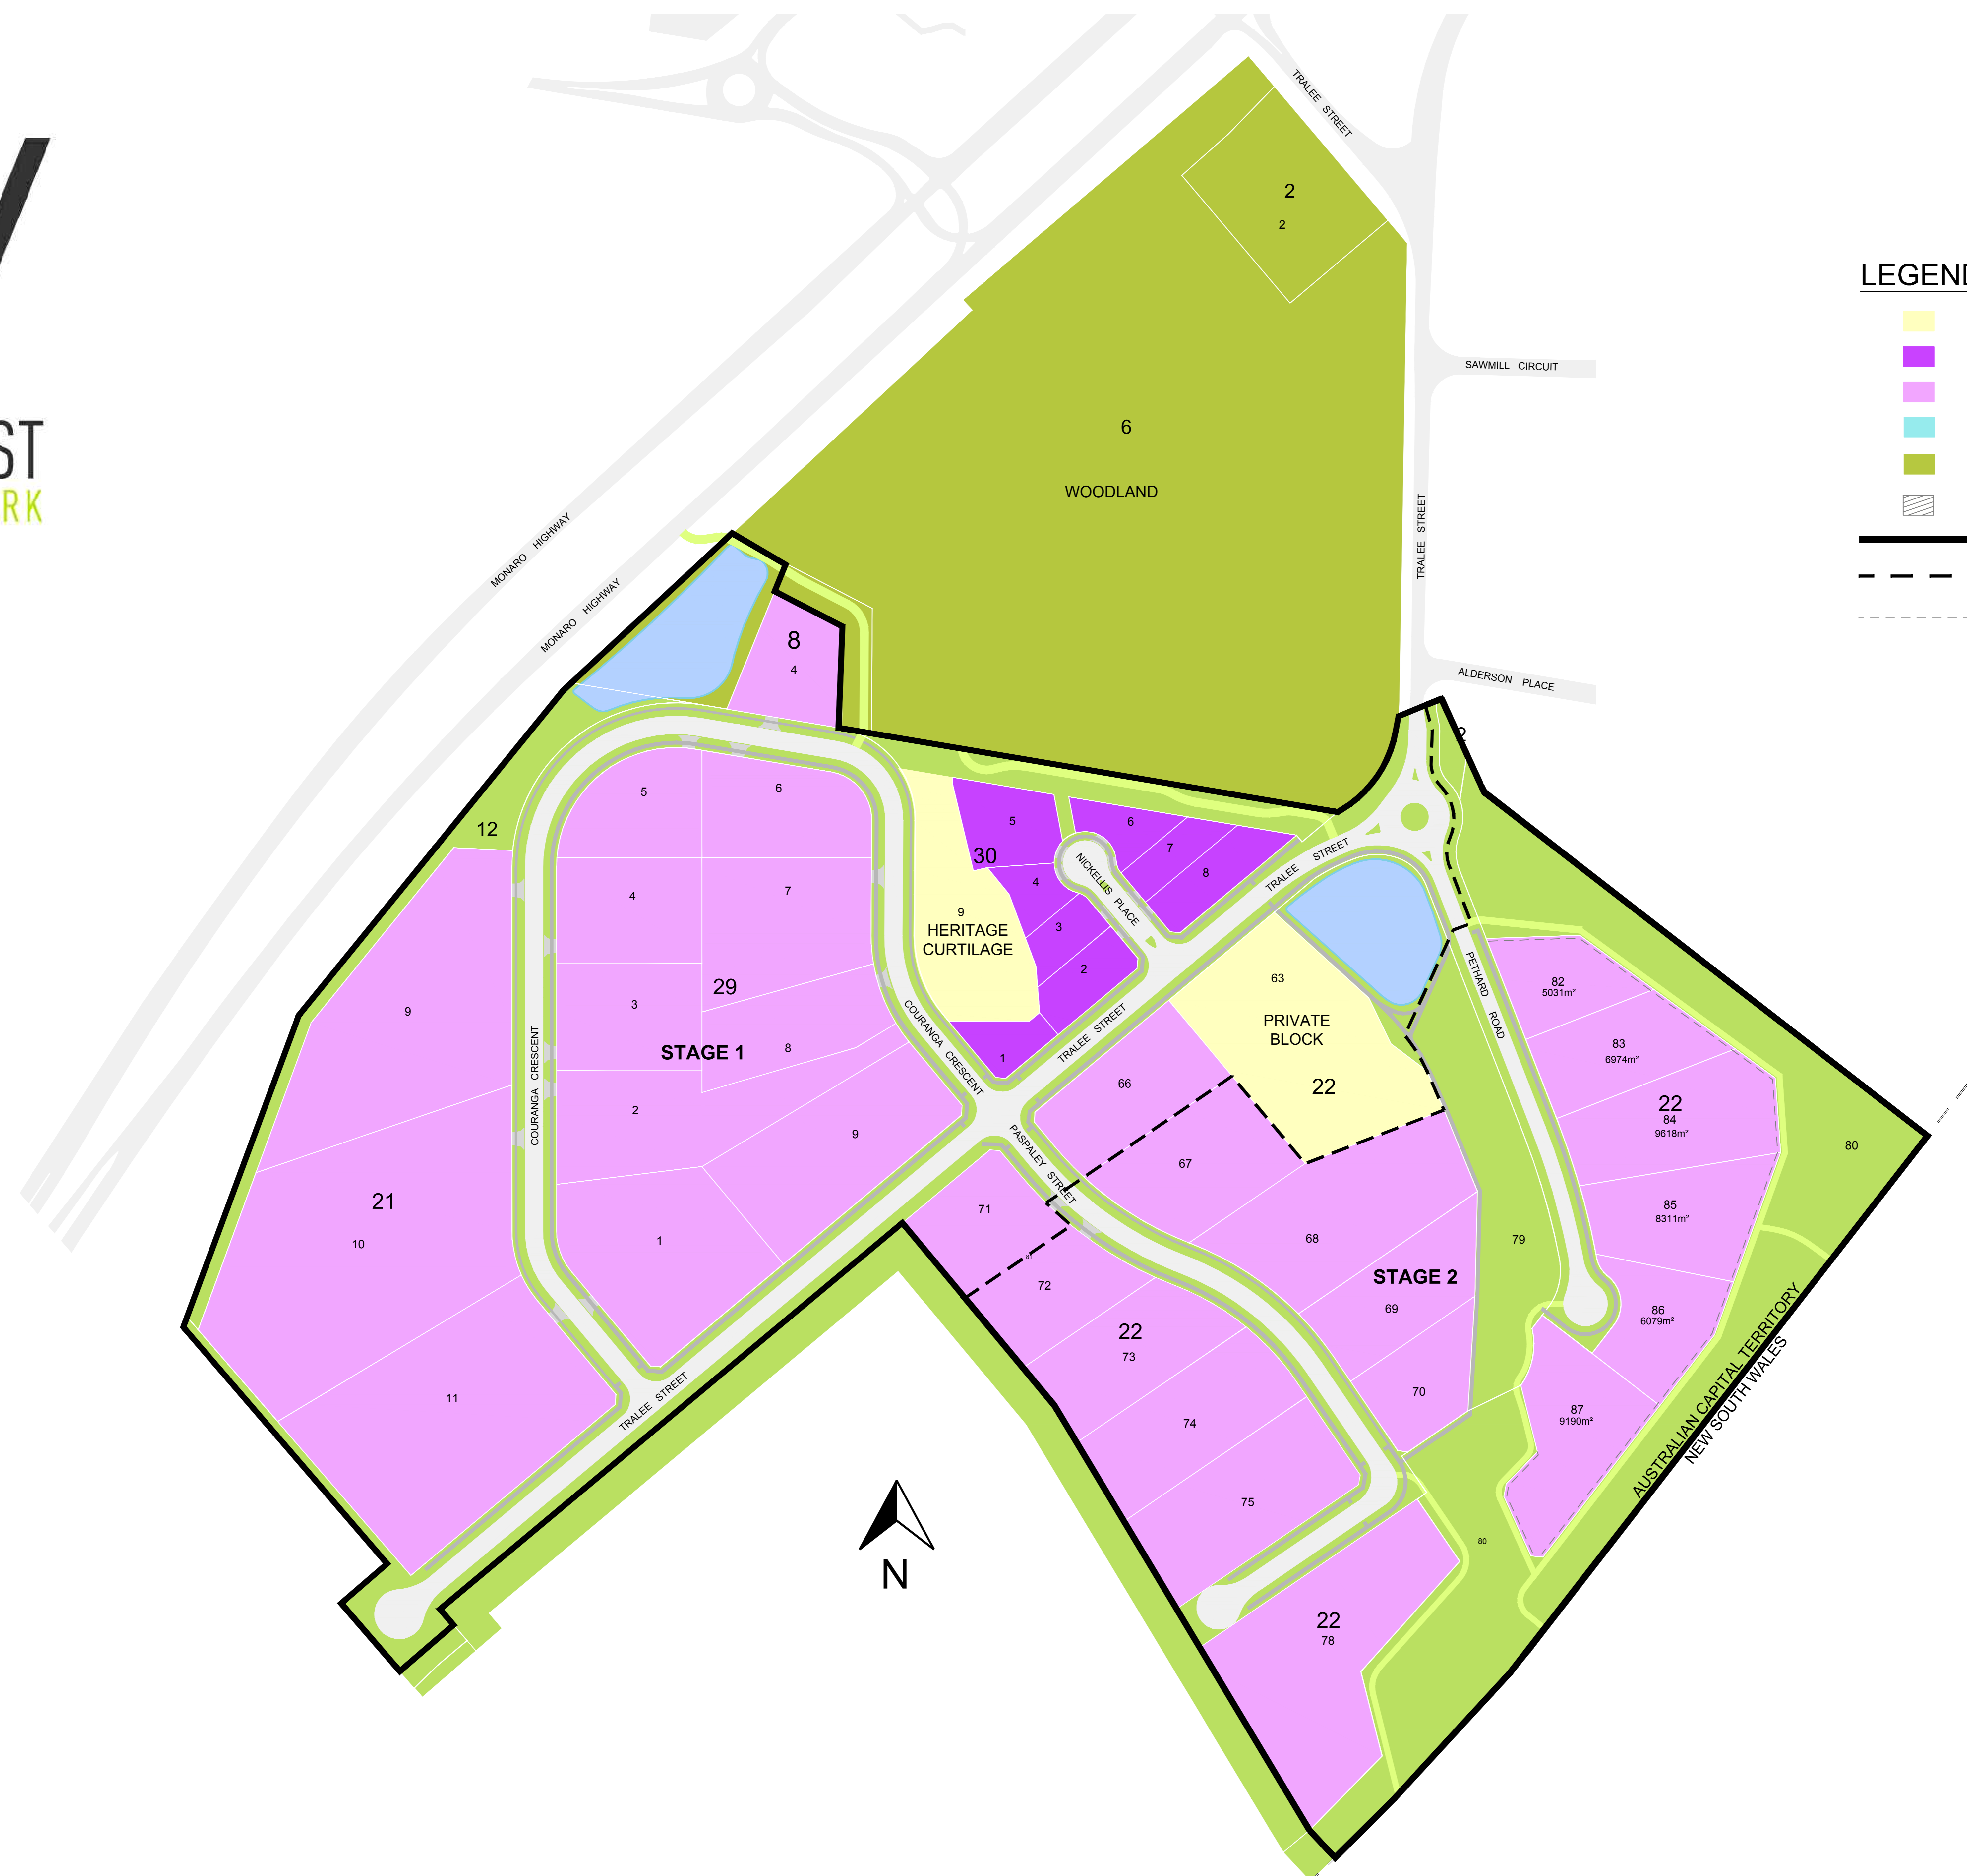 TRALEE STREET
2
2
LEGEND
SAWMILL CIRCUIT
6
WOODLAND
ST
RK
TRALEE STREET
MONARO HIGHWAY
MONARO HIGHWAY
8
4
ALDERSON PLACE
2
5
6
12
5
6
7
8
TRALEE STREET
30
4
NICKELLIS PLACE
4
7
9
HERITAGE
CURTILAGE
3
2
9
29
3
63
PRIVATE
BLOCK
22
PETHARD ROAD
82
5031m²
83
6974m²
22
84
9618m²
COURANGA CRESCENT
COURANGA CRESCENT
STAGE 1
8
1
TRALEE STREET
66
2
9
PASPALEY STREET
67
80
21
10
1
71
81
72
68
79
85
8311m²
STAGE 2
69
86
6079m²
22
73
AUSTRALIAN CAPITAL TERRITORY
NEW SOUTH WALES
11
TRALEE STREET
70
87
9190m²
74
75
80
N
22
78